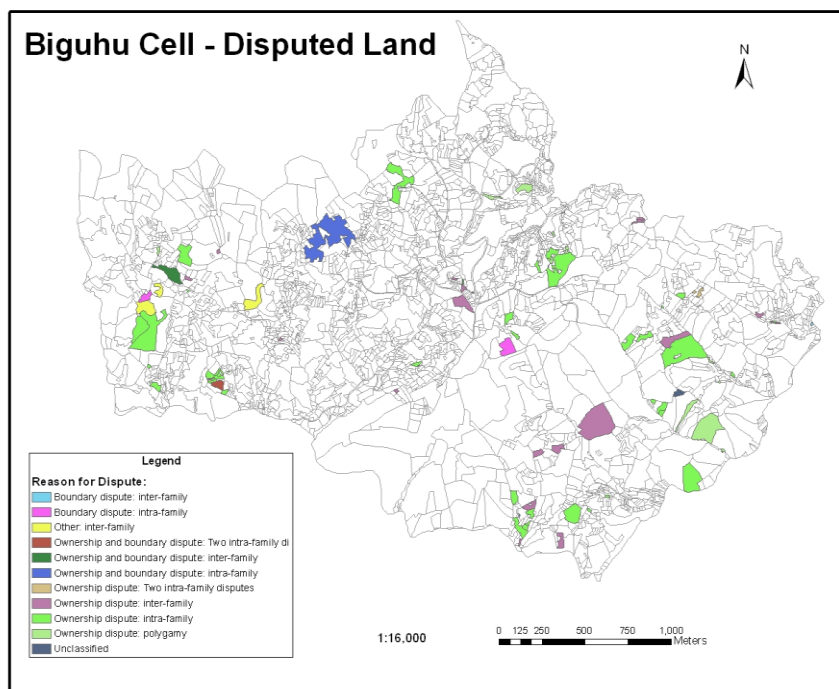 Biguhu Cell - Disputed Land
N
Legend
Reason for Dispute:
Boundary dispute: inter-family
Boundary dispute: intra-family
Other: inter-family
Ownership and boundary dispute: Two intra-family di
Ownership and boundary dispute: inter-family
Ownership and boundary dispute: intra-family
Ownership dispute: Two intra-family disputes
Ownership dispute: inter-family
Ownership dispute: intra-family
Ownership dispute: polygamy
Unclassified
1:16,000
0 125 250 500 750 1,000
Meters